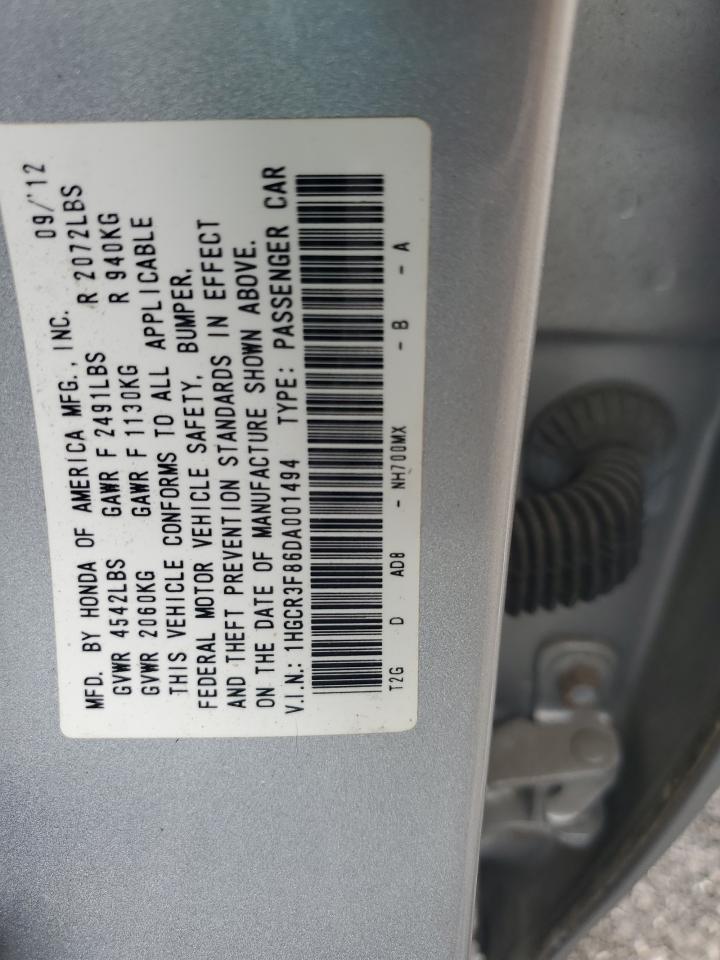 MFD. BY HONDA OF AMERICA MFG., INC. 09/'12
GVWR 4542LBS GAWR F 2491LBS R 2072LBS
GVWR 2060KG GAWR F 1130KG R 940KG
THIS VEHICLE CONFORMS TO ALL APPLICABLE
FEDERAL MOTOR VEHICLE SAFETY, BUMPER,
AND THEFT PREVENTION STANDARDS IN EFFECT
ON THE DATE OF MANUFACTURE SHOWN ABOVE.
V.I.N.: 1HGCR3F86DA001494 TYPE: PASSENGER CAR
T2G D AD8 - NH700MX - B - A